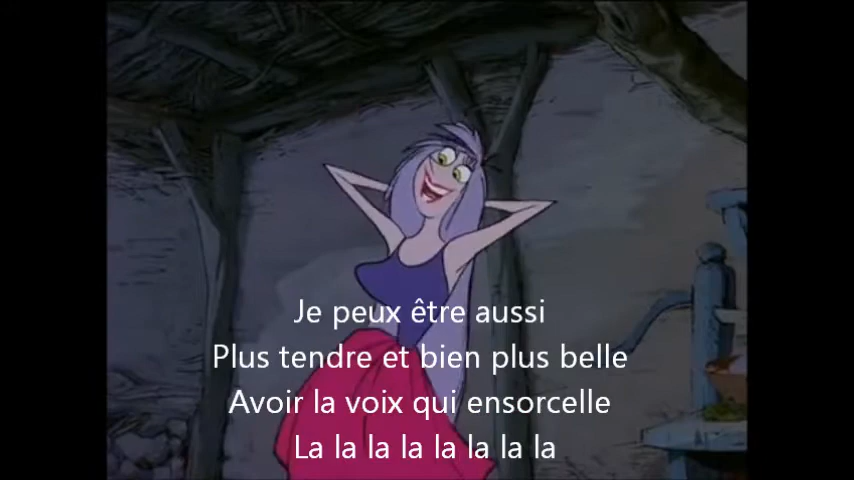 Je peux être aussi
Plus tendre et bien plus belle
Avoir la voix qui ensorcelle
La la la la la la la la